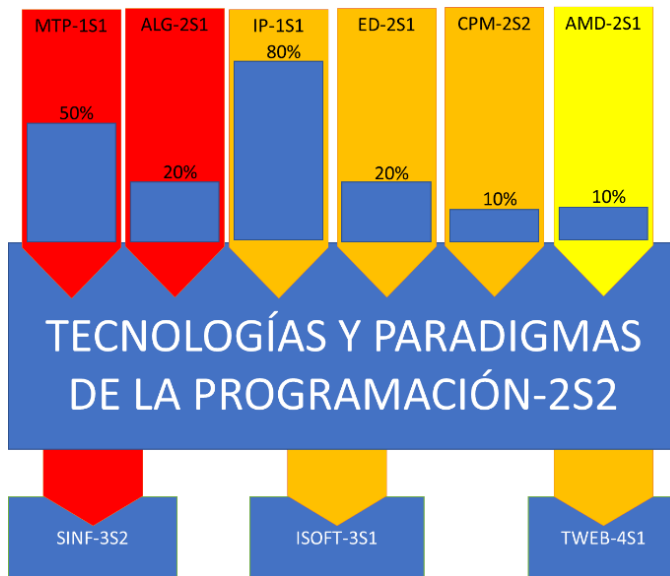 MTP-1S1
ALG-2S1
IP-1S1
ED-2S1
CPM-2S2
AMD-2S1
50%
20%
80%
20%
10%
10%
TECNOLOGÍAS Y PARADIGMAS
DE LA PROGRAMACIÓN-2S2
SINF-3S2
ISOFT-3S1
TWEB-4S1